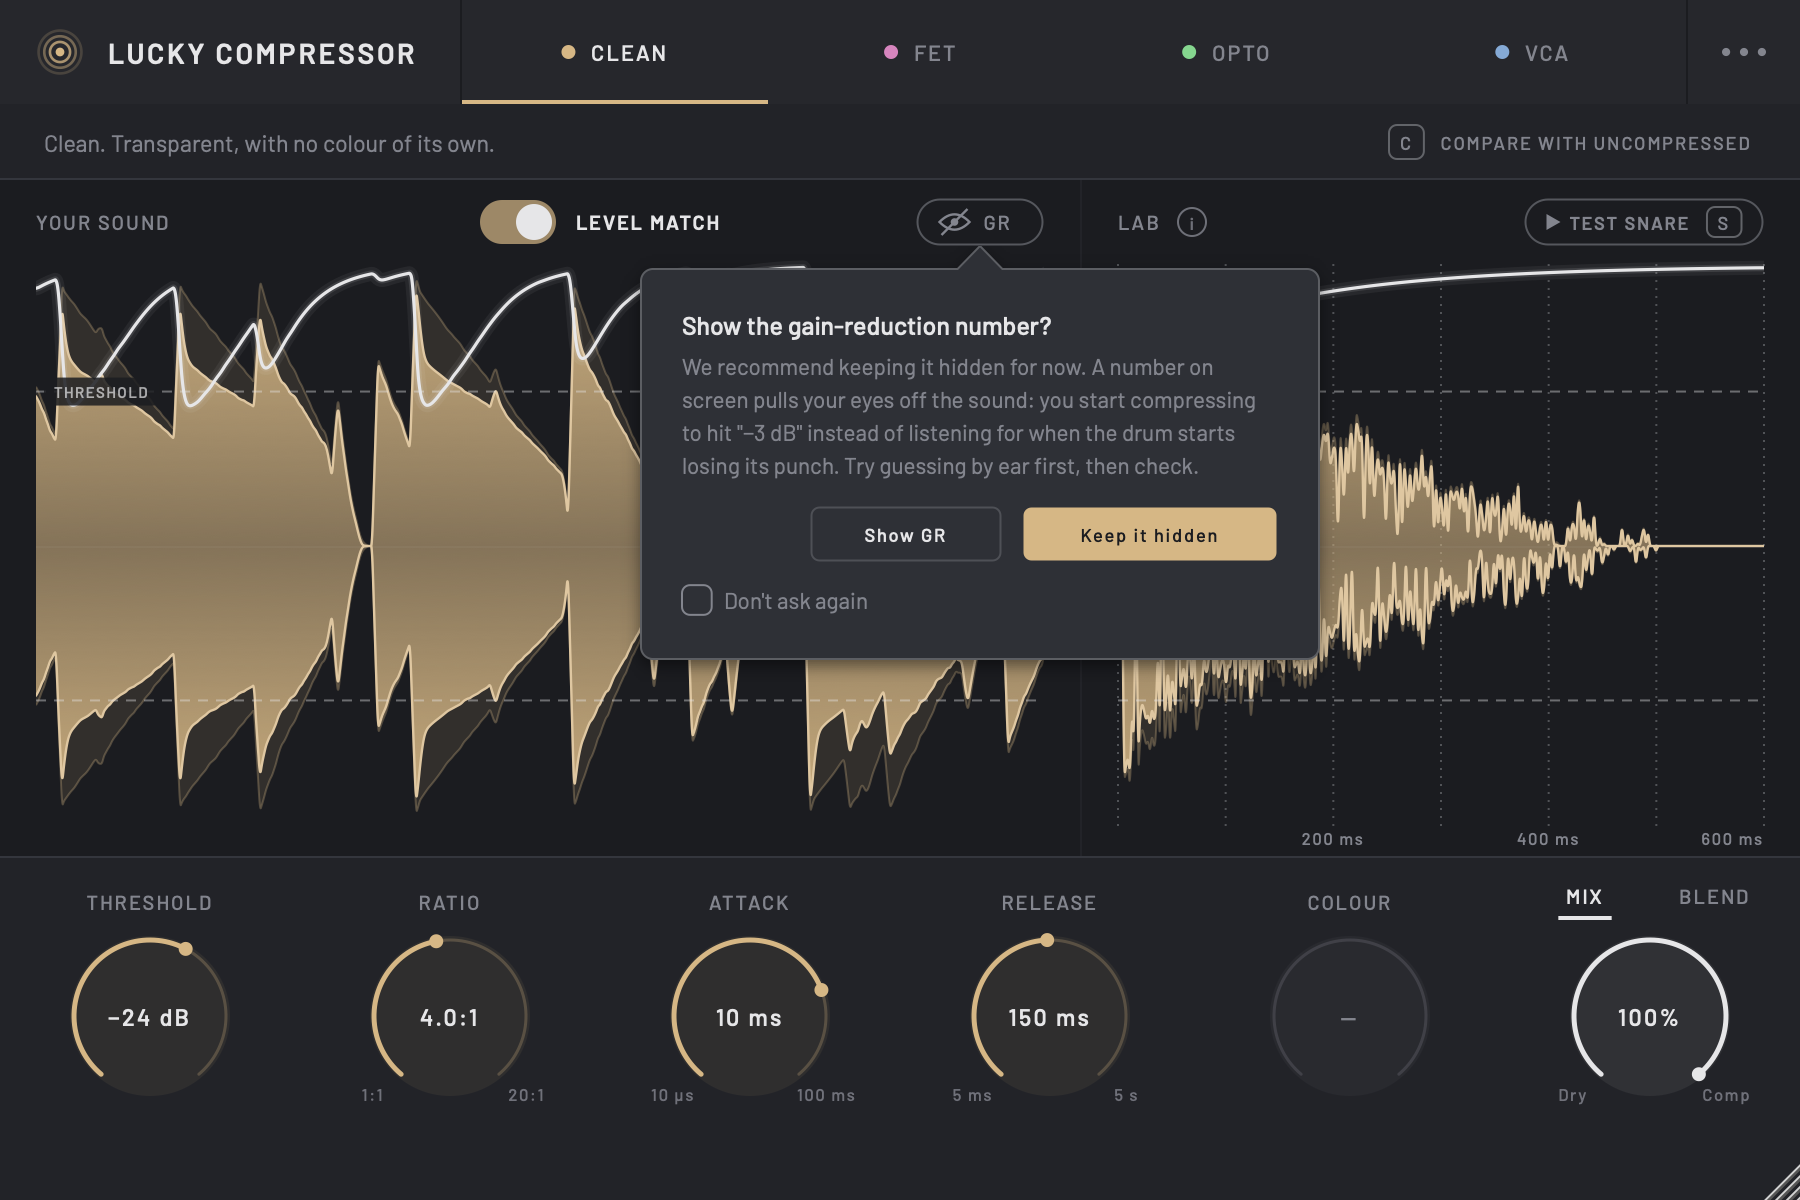 LUCKY COMPRESSOR
CLEAN
FET
OPTO
VCA
Clean. Transparent, with no colour of its own.
C COMPARE WITH UNCOMPRESSED
YOUR SOUND
LEVEL MATCH
GR
LAB i
TEST SNARE S
THRESHOLD
Show the gain-reduction number?
We recommend keeping it hidden for now. A number on
screen pulls your eyes off the sound: you start compressing
to hit "−3 dB" instead of listening for when the drum starts
losing its punch. Try guessing by ear first, then check.
Show GR
Keep it hidden
Don't ask again
200 ms
400 ms
600 ms
THRESHOLD
RATIO
ATTACK
RELEASE
COLOUR
MIX
BLEND
−24 dB
4.0:1
10 ms
150 ms
–
100%
1:1
20:1
10 µs
100 ms
5 ms
5 s
Dry
Comp